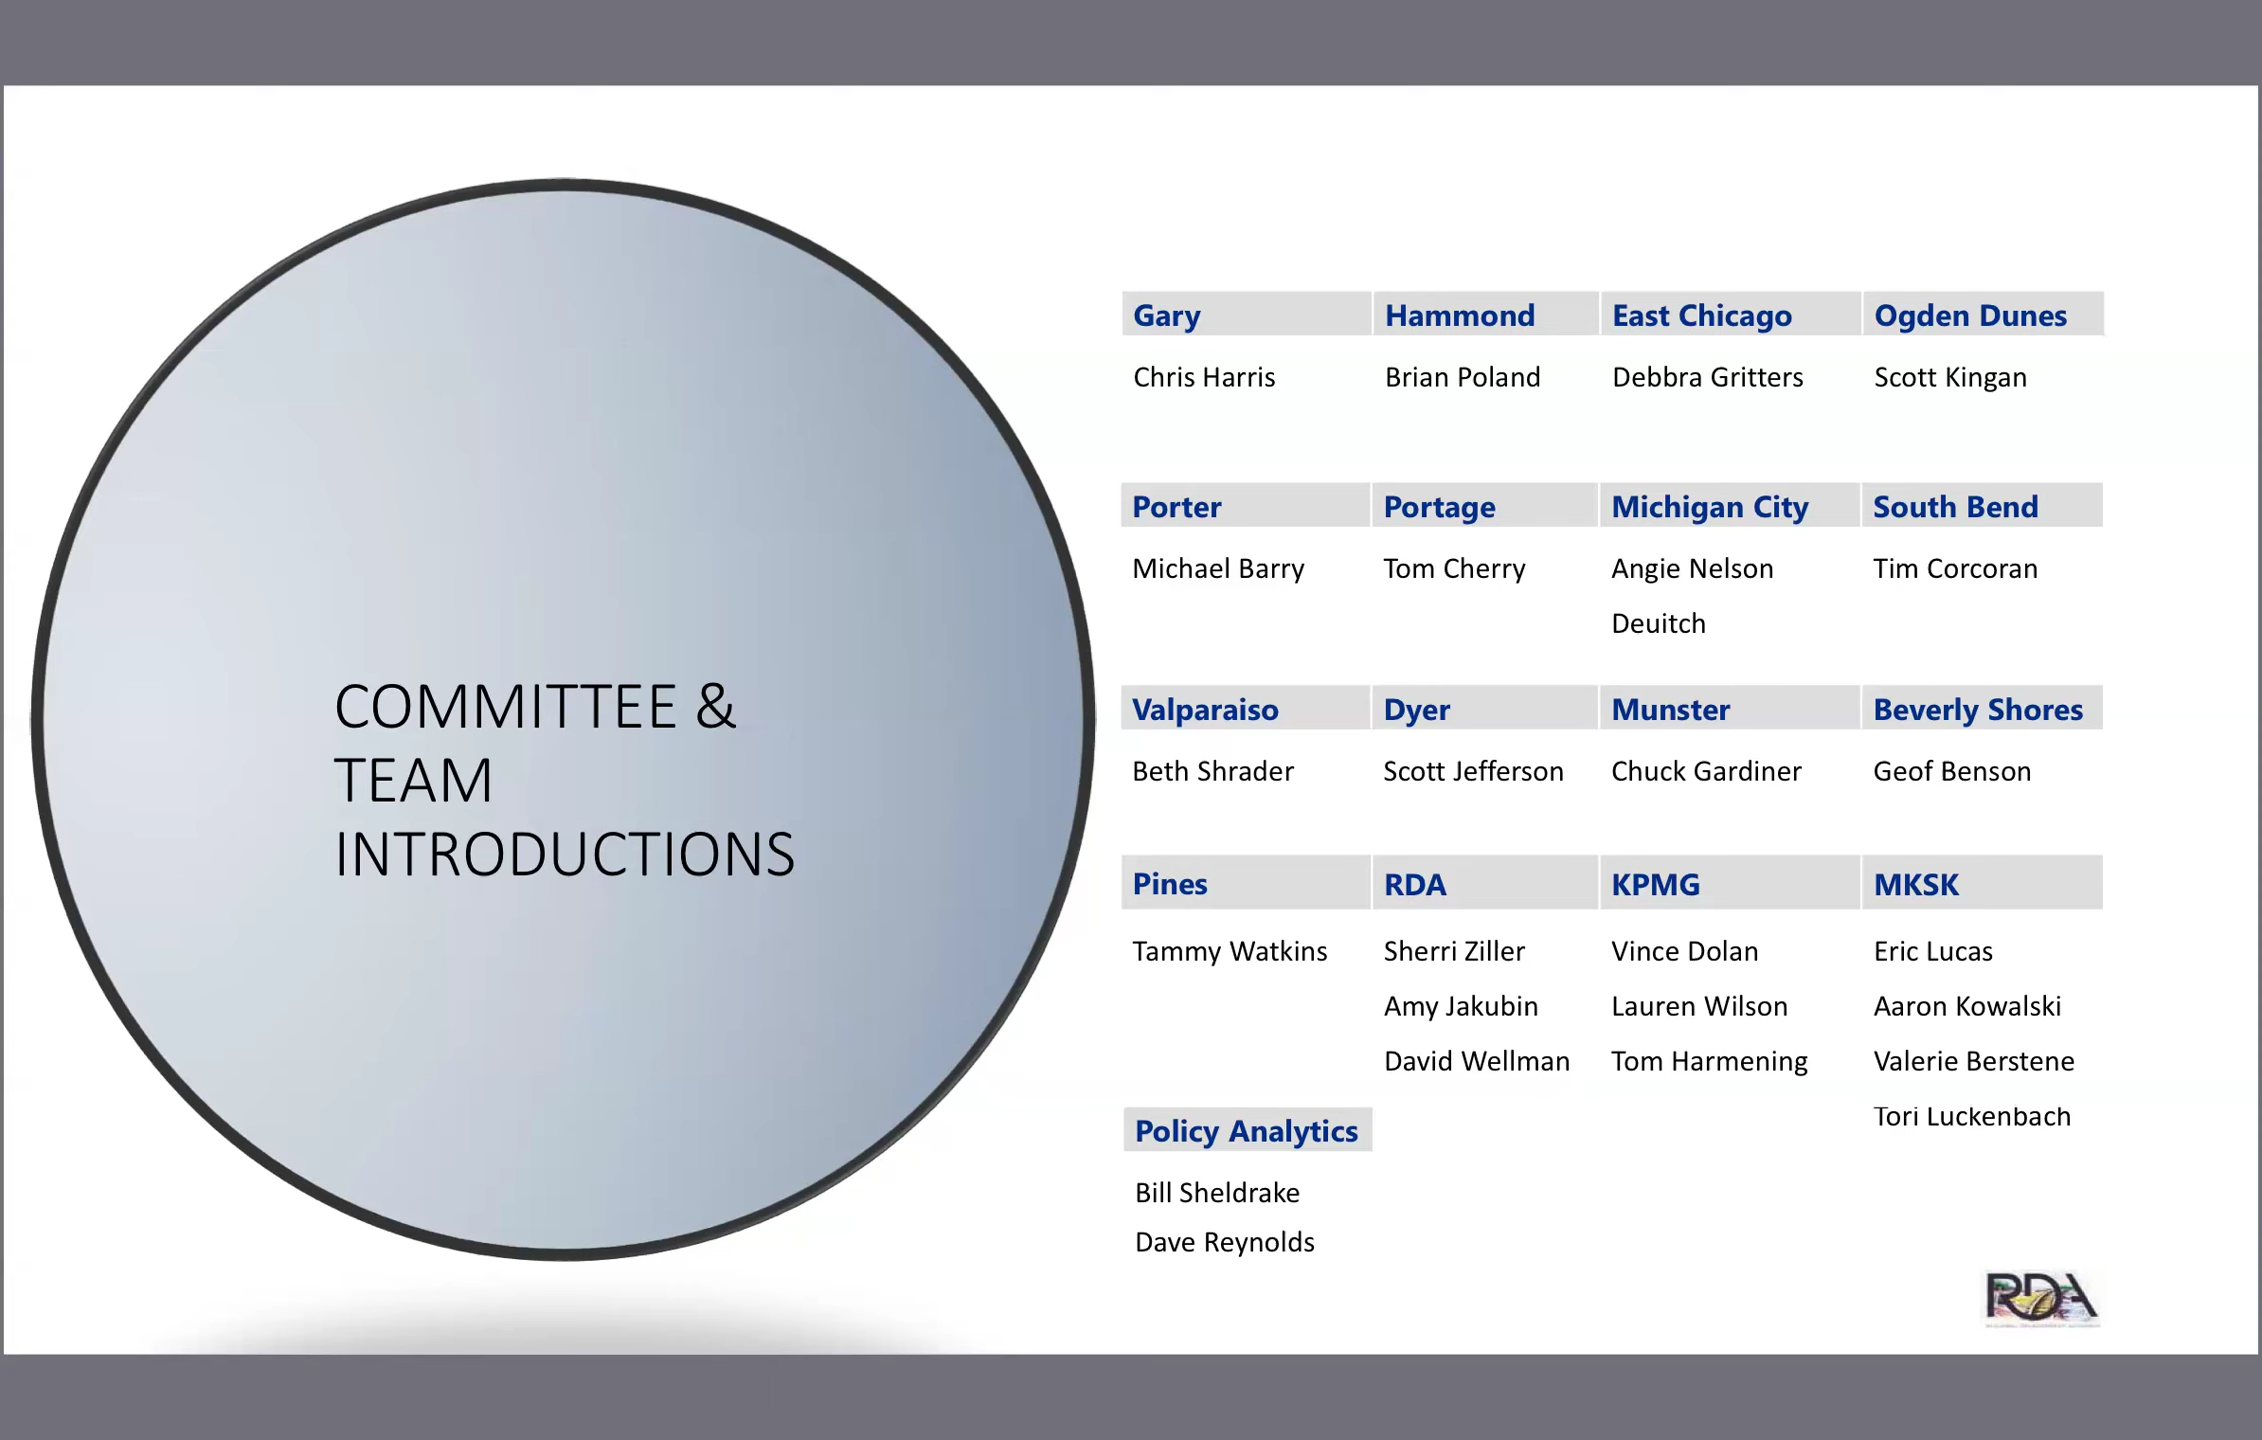 COMMITTEE &
TEAM
INTRODUCTIONS
Gary Hammond East Chicago Ogden Dunes
Chris Harris Brian Poland Debbra Gritters Scott Kingan
Porter Portage Michigan City South Bend
Michael Barry Tom Cherry Angie Nelson Tim Corcoran
Deuitch
Valparaiso Dyer Munster Beverly Shores
Beth Shrader Scott Jefferson Chuck Gardiner Geof Benson
Pines RDA KPMG MKSK
Tammy Watkins Sherri Ziller Vince Dolan Eric Lucas
Amy Jakubin Lauren Wilson Aaron Kowalski
David Wellman Tom Harmening Valerie Berstene
Tori Luckenbach
Policy Analytics
Bill Sheldrake
Dave Reynolds
RDA